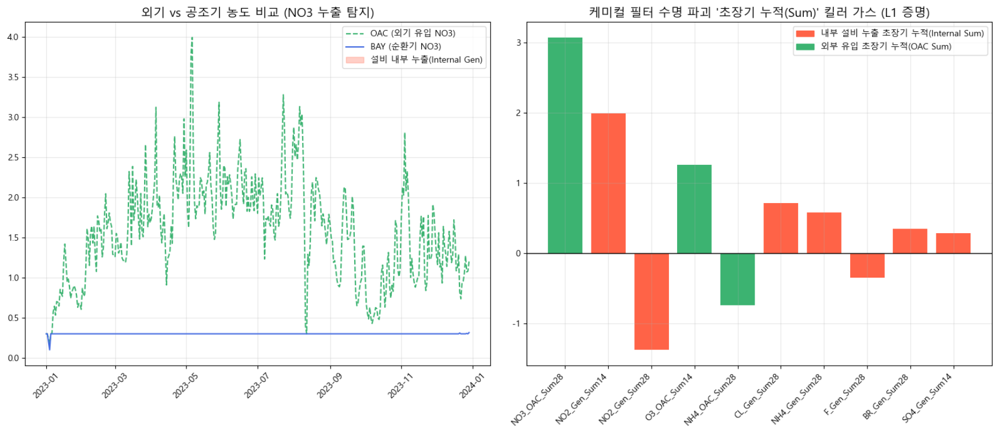 외기 vs 공조기 농도 비교 (NO3 누출 탐지)
OAC (외기 유입 NO3)
BAY (순환기 NO3)
설비 내부 누출(Internal Gen)
4.0
3.5
3.0
2.5
2.0
1.5
1.0
0.5
0.0
2023-01
2023-03
2023-05
2023-07
2023-09
2023-11
2024-01
케미컬 필터 수명 파괴 '초장기 누적(Sum)' 킬러 가스 (L1 증명)
내부 설비 누출 초장기 누적(Internal Sum)
외부 유입 초장기 누적(OAC Sum)
3
2
1
0
-1
NO3_OAC_Sum28
NO2_Gen_Sum14
NO2_Gen_Sum28
O3_OAC_Sum14
NH4_OAC_Sum28
CL_Gen_Sum28
NH4_Gen_Sum28
F_Gen_Sum28
BR_Gen_Sum28
SO4_Gen_Sum14